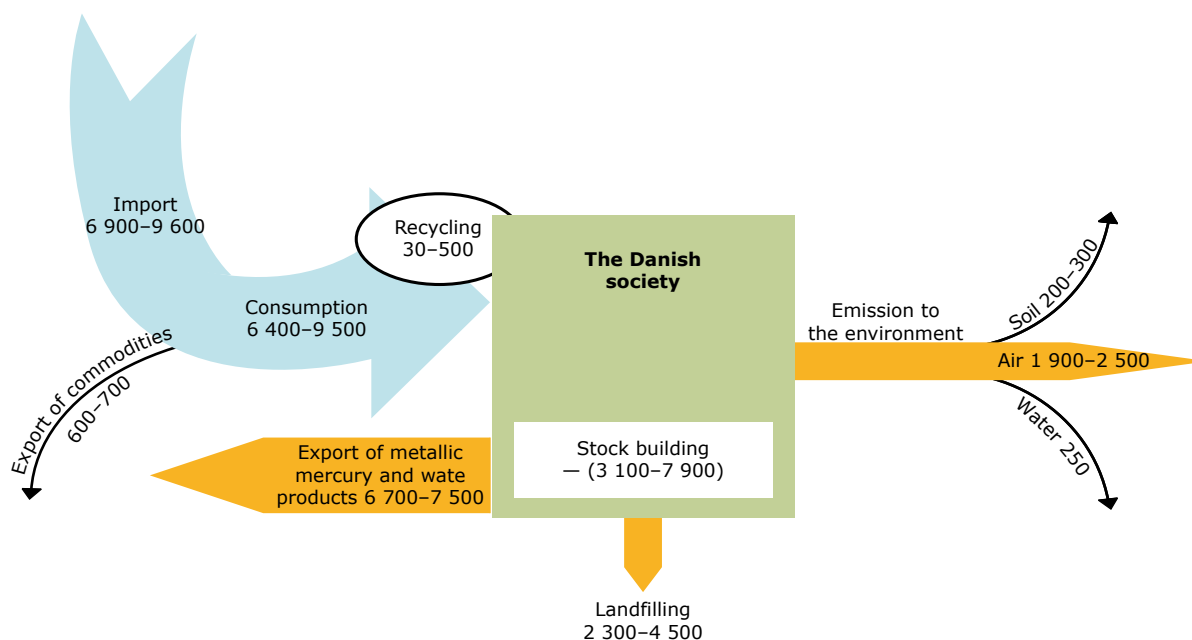 Import
6 900–9 600
Recycling
30–500
The Danish
society
Consumption
6 400–9 500
Export of commodities
600–700
Emission to
the environment
Soil 200–300
Air 1 900–2 500
Water 250
Stock building
— (3 100–7 900)
Export of metallic
mercury and wate
products 6 700–7 500
Landfilling
2 300–4 500